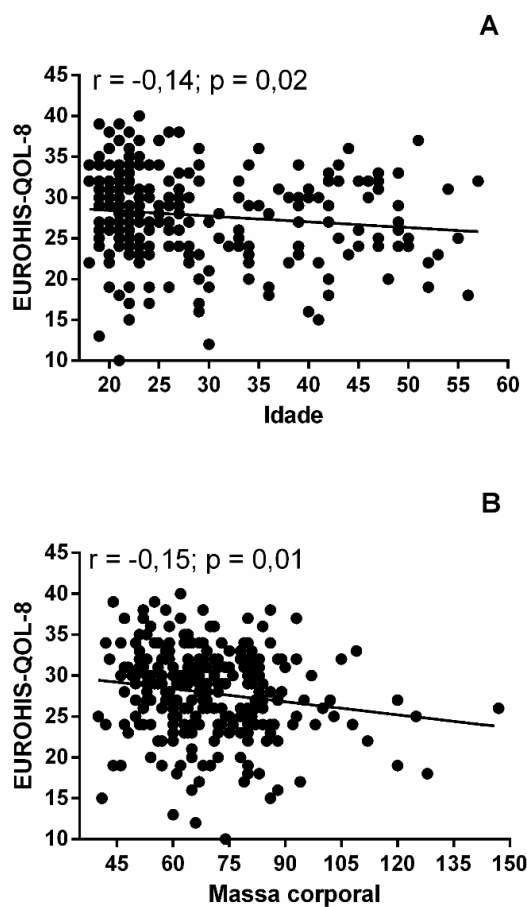 A
r = -0,14; p = 0,02
EUROHIS-QOL-8
45
40
35
30
25
20
15
10
20 25 30 35 40 45 50 55 60
Idade
B
r = -0,15; p = 0,01
EUROHIS-QOL-8
45
40
35
30
25
20
15
10
45 60 75 90 105 120 135 150
Massa corporal